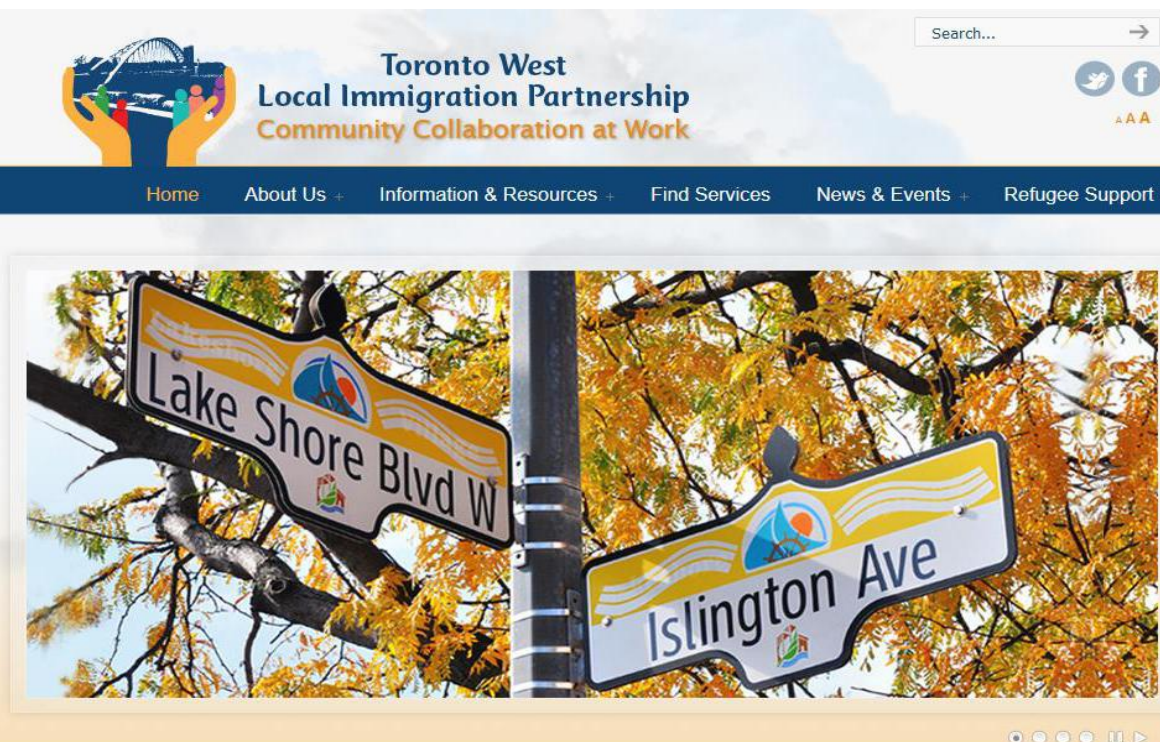 Search...
Toronto West
Local Immigration Partnership
Community Collaboration at Work
A A A
Home About Us + Information & Resources + Find Services News & Events + Refugee Support
Lake Shore Blvd W
Islington Ave